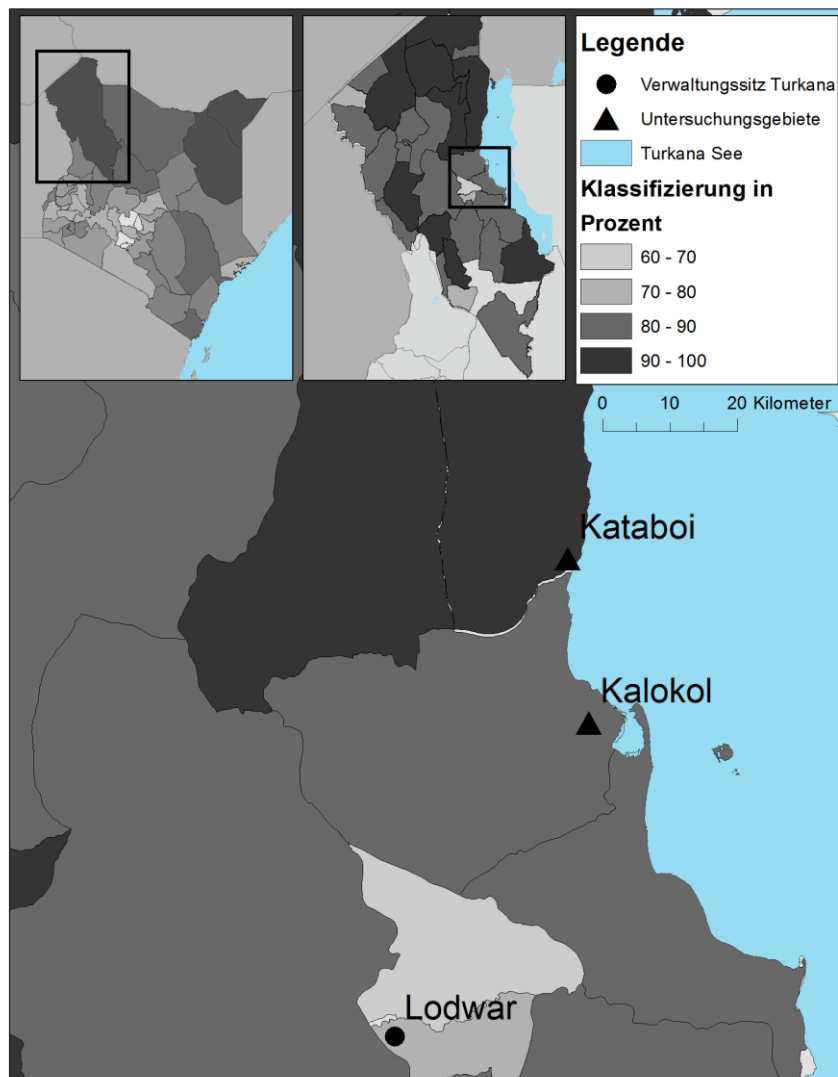 Legende
Verwaltungssitz Turkana
Untersuchungsgebiete
Turkana See
Klassifizierung in
Prozent
60 - 70
70 - 80
80 - 90
90 - 100
0 10 20 Kilometer
Kataboi
Kalokol
Lodwar